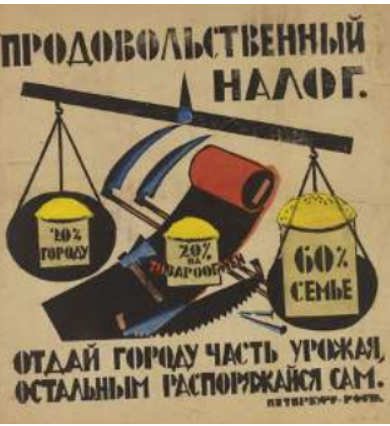 ПРОДОВОЛЬСТВЕННЫЙ
НАЛОГ.
20%
ГОРОДУ
20%
НА
ТОВАРООБМЕН
60%
СЕМЬЕ
ОТДАЙ ГОРОДУ ЧАСТЬ УРОЖАЯ,
ОСТАЛЬНЫМ РАСПОРЯЖАЙСЯ САМ.
ПЕТЕРБУРГ-РОСТА.